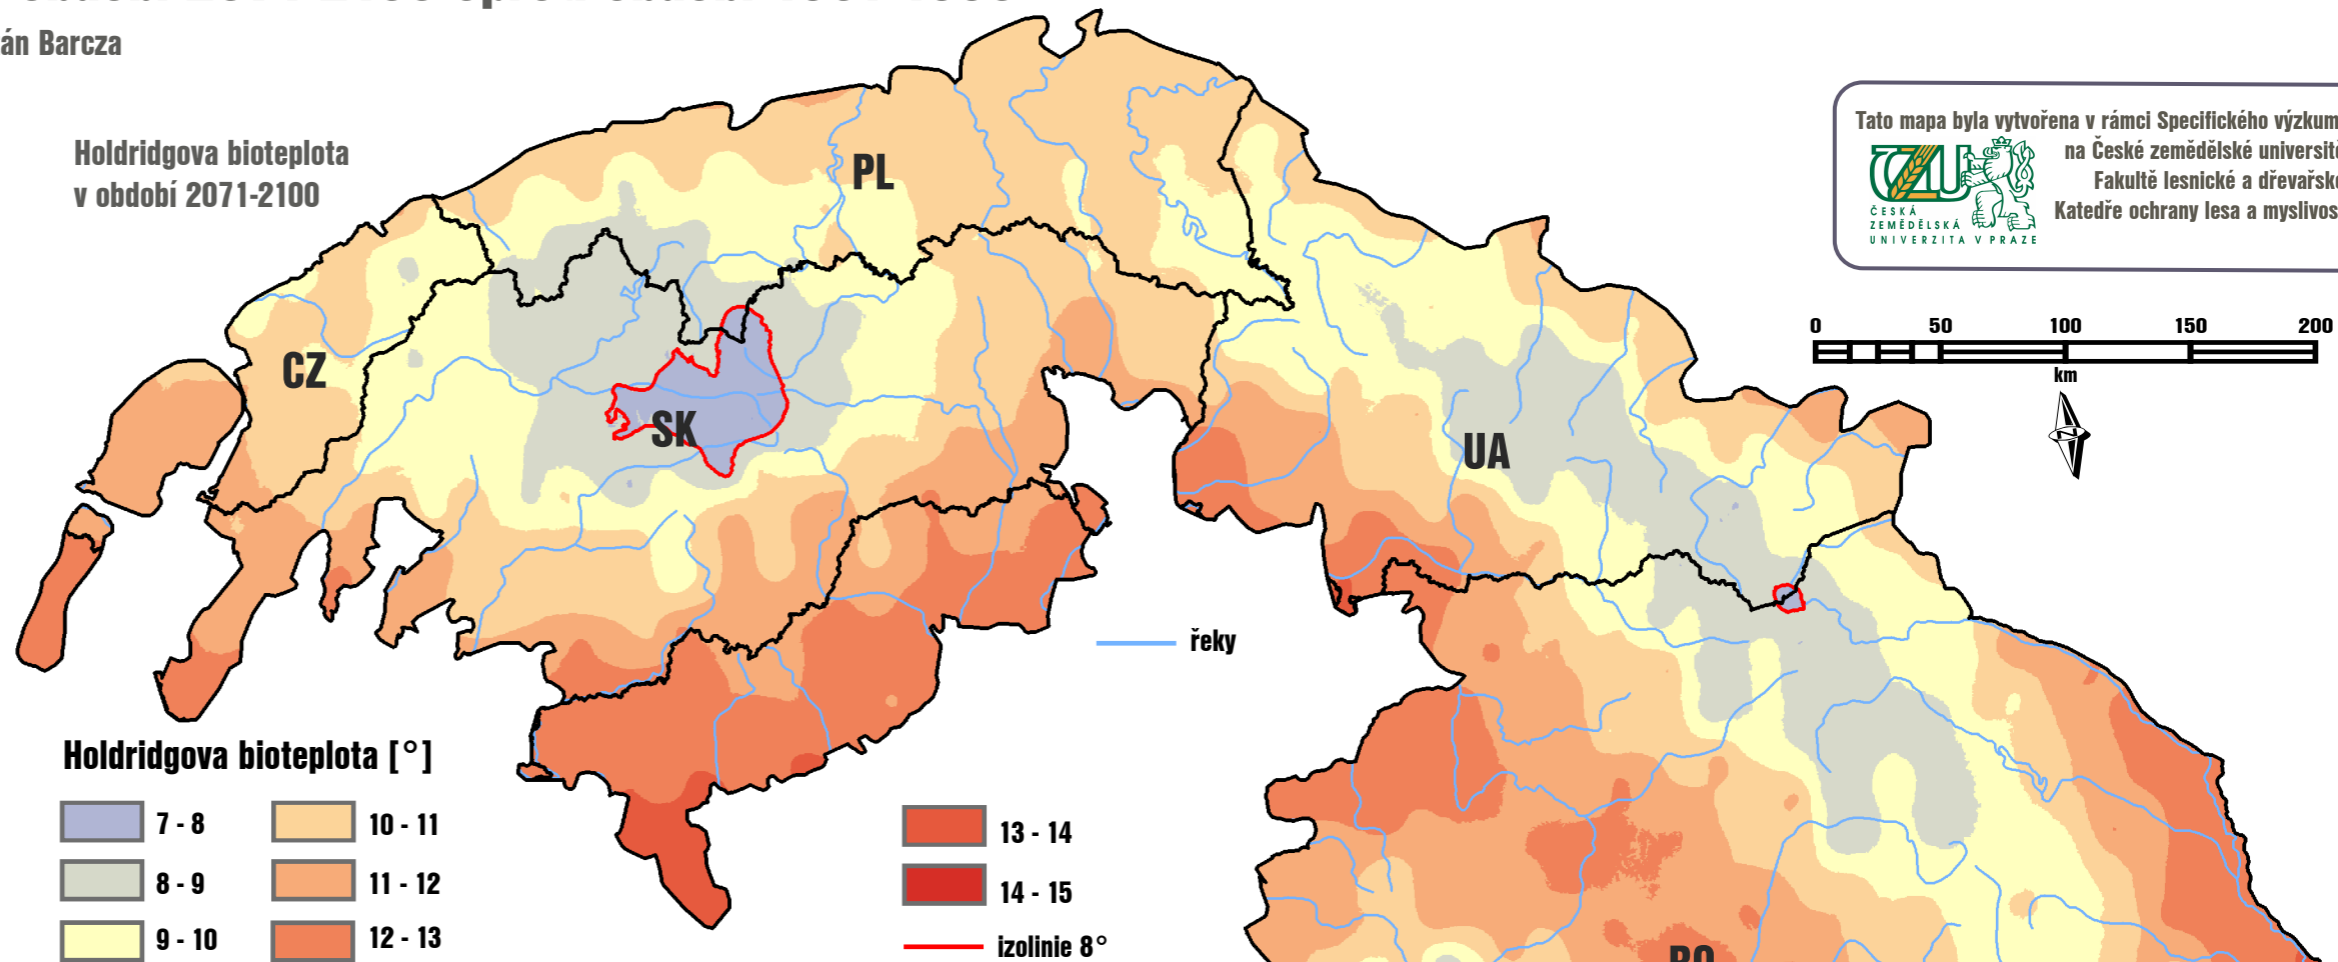 án Barcza
Holdridgova bioteplota
v období 2071-2100
PL
CZ
SK
UA
Tato mapa byla vytvořena v rámci Specifického výzkum
na České zemědělské universit
Fakultě lesnické a dřevařsk
Katedře ochrany lesa a myslivos
ČZU
ČESKÁ
ZEMĚDĚLSKÁ
UNIVERZITA V PRAZE
0 50 100 150 200
km
N
řeky
Holdridgova bioteplota [°]
7 - 8
8 - 9
9 - 10
10 - 11
11 - 12
12 - 13
13 - 14
14 - 15
izolinie 8°
RO